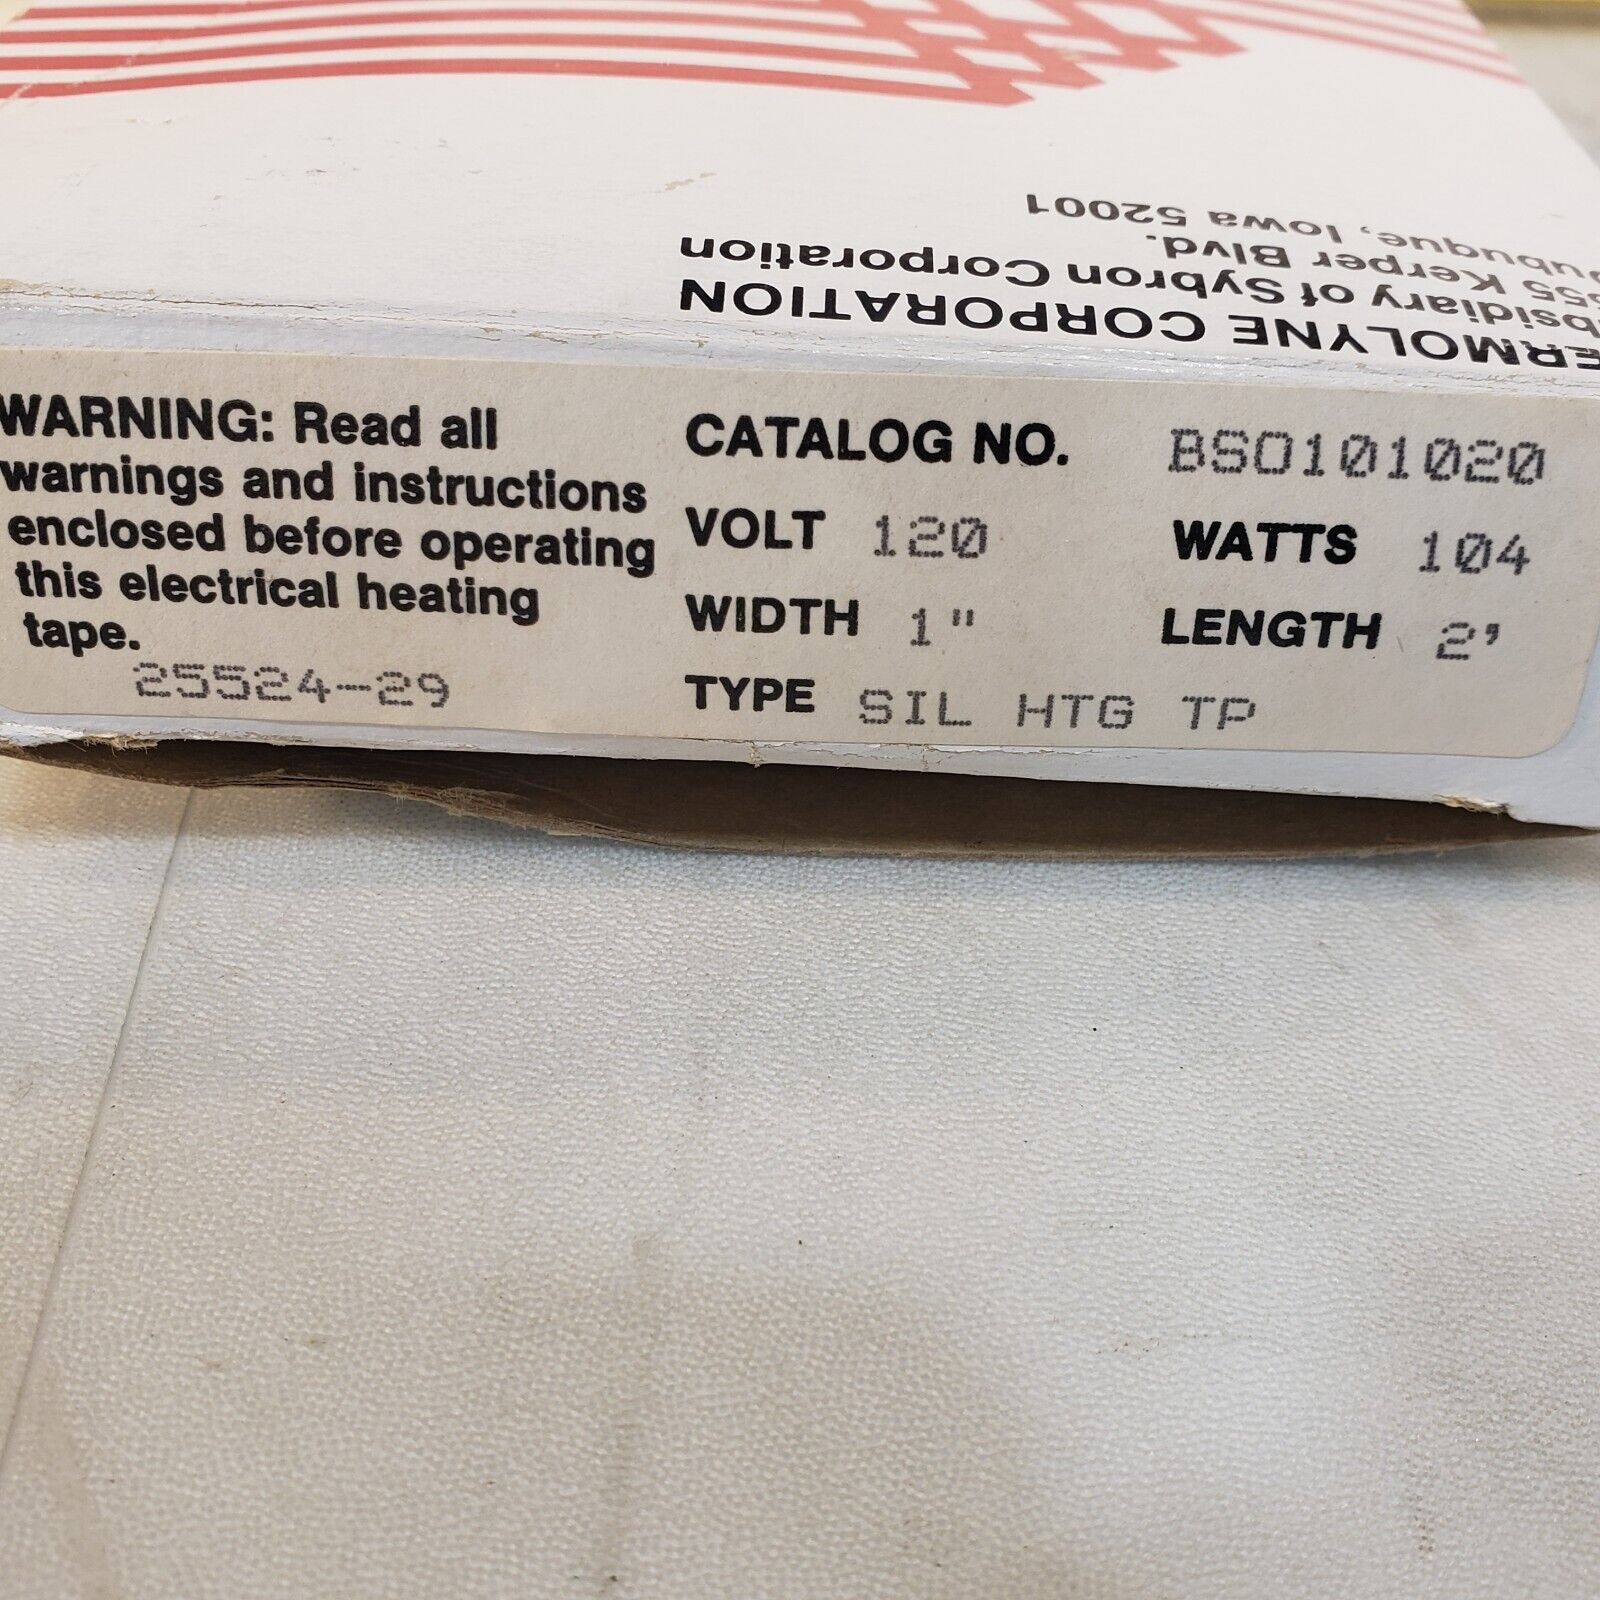 ERMOLYNE CORPORATION
bsidiary of Sybron Corporation
555 Kerper Blvd.
ubuque, Iowa 52001
WARNING: Read all
warnings and instructions
enclosed before operating
this electrical heating
tape.
25524-29
CATALOG NO. BSO101020
VOLT 120 WATTS 104
WIDTH 1" LENGTH 2'
TYPE SIL HTG TP